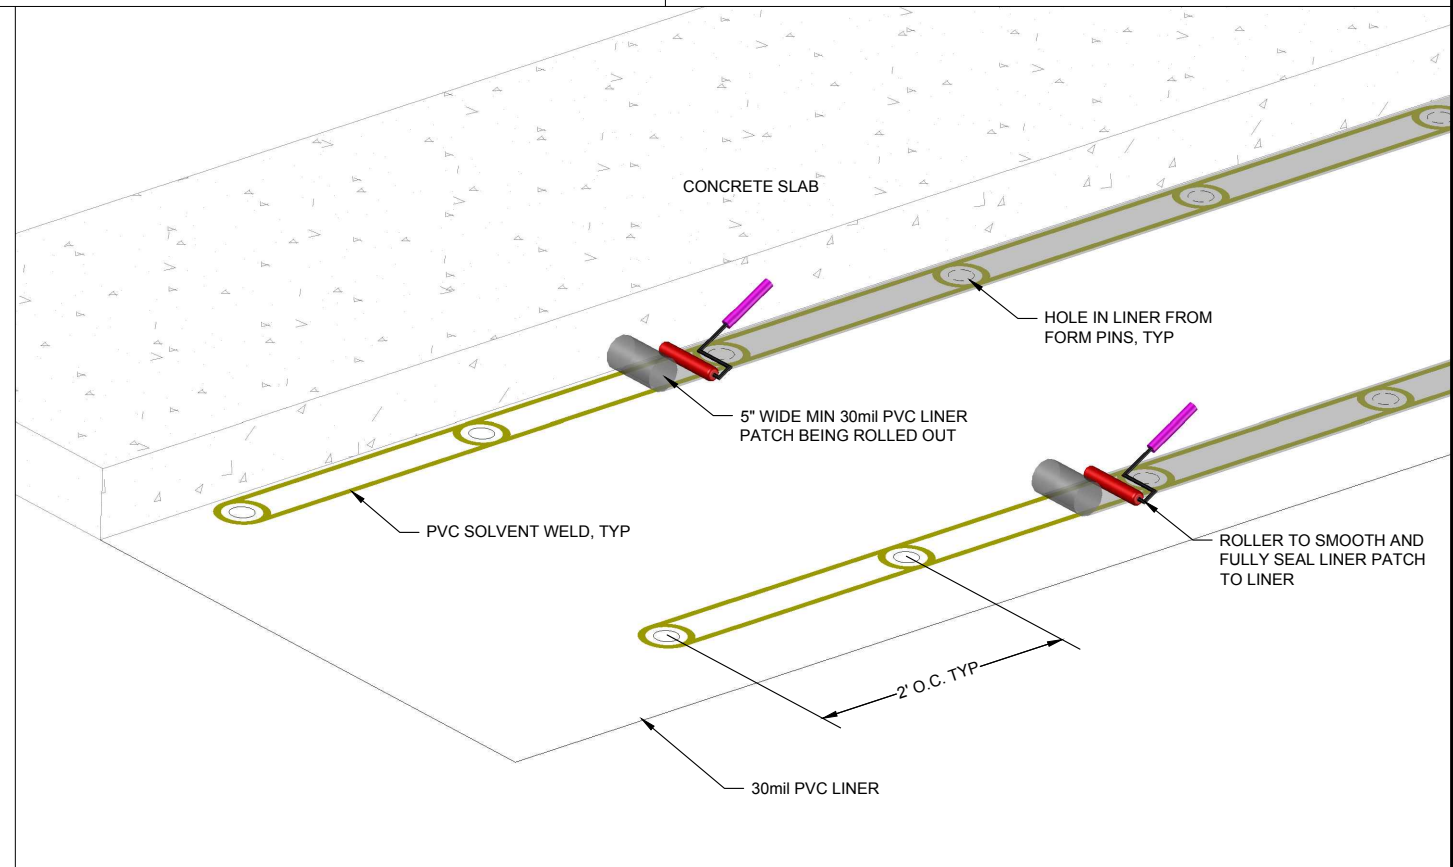 CONCRETE SLAB
HOLE IN LINER FROM
FORM PINS, TYP
5" WIDE MIN 30mil PVC LINER
PATCH BEING ROLLED OUT
PVC SOLVENT WELD, TYP
ROLLER TO SMOOTH AND
FULLY SEAL LINER PATCH
TO LINER
2' O.C. TYP
30mil PVC LINER